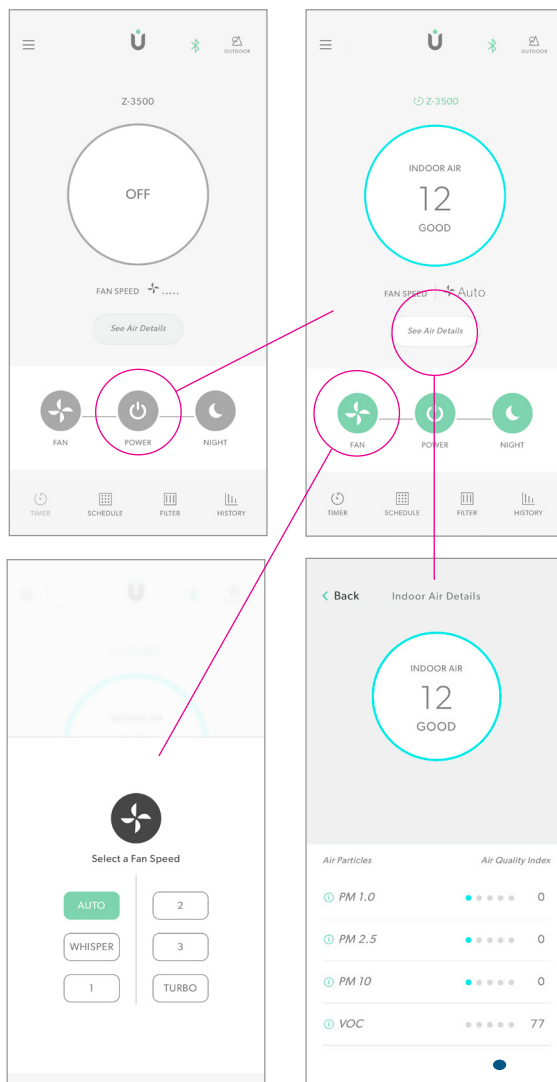 OUTDOOR
Z-3500
OFF
FAN SPEED .....
See Air Details
FAN POWER NIGHT
TIMER SCHEDULE FILTER HISTORY
OUTDOOR
Z-3500
INDOOR AIR
12
GOOD
FAN SPEED Auto
See Air Details
FAN POWER NIGHT
TIMER SCHEDULE FILTER HISTORY
Select a Fan Speed
AUTO 2
WHISPER 3
1 TURBO
Back Indoor Air Details
INDOOR AIR
12
GOOD
Air Particles Air Quality Index
PM 1.0 0
PM 2.5 0
PM 10 0
VOC 77